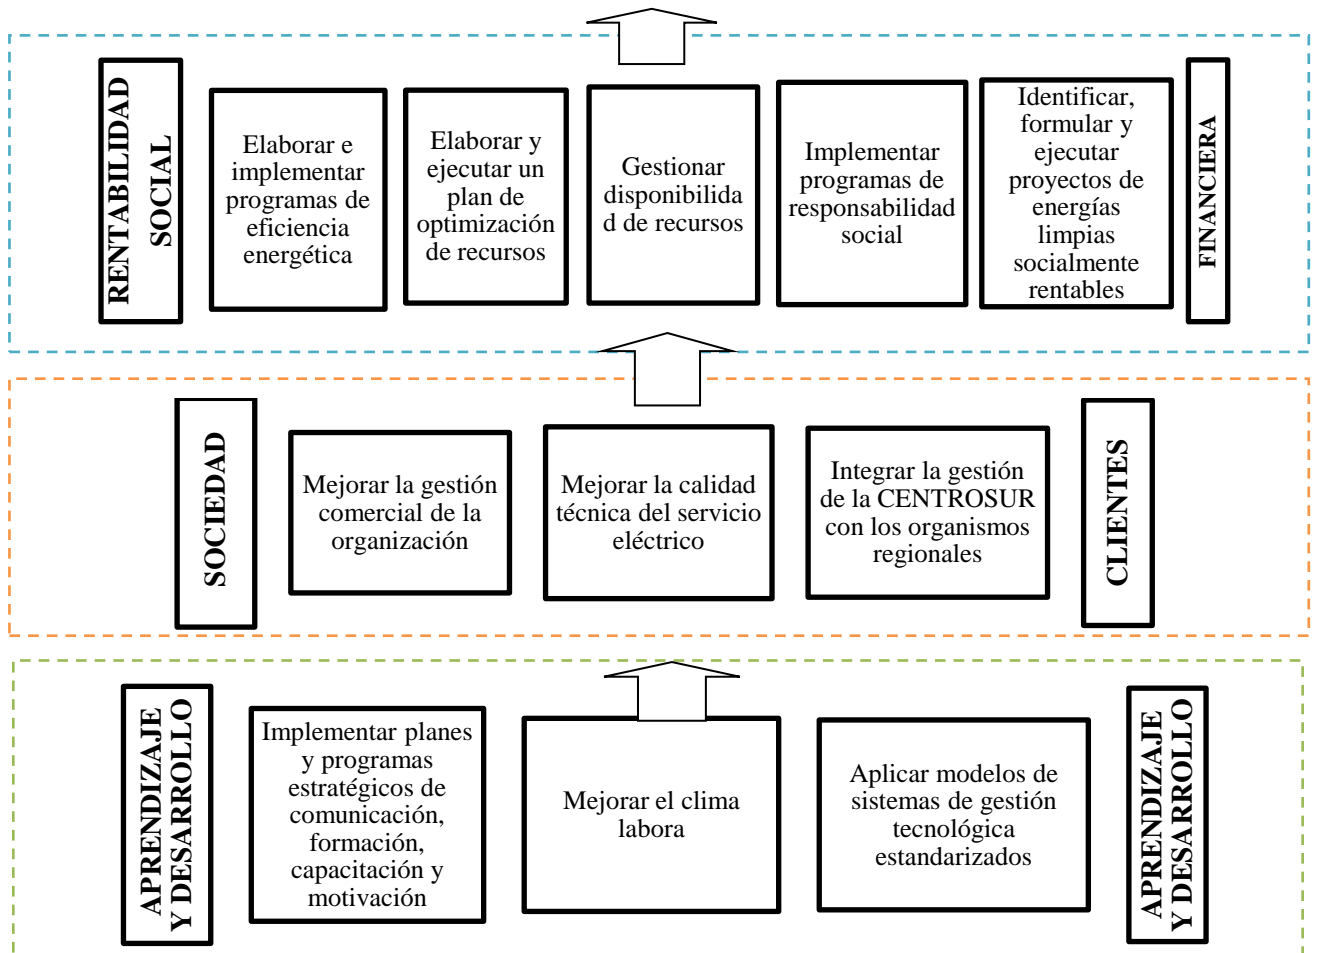 RENTABILIDAD
SOCIAL
Elaborar e
implementar
programas de
eficiencia
energética
Elaborar y
ejecutar un
plan de
optimización
de recursos
Gestionar
disponibilida
d de recursos
Implementar
programas de
responsabilidad
social
Identificar,
formular y
ejecutar
proyectos de
energías
limpias
socialmente
rentables
FINANCIERA
SOCIEDAD
Mejorar la gestión
comercial de la
organización
Mejorar la calidad
técnica del servicio
eléctrico
Integrar la gestión
de la CENTROSUR
con los organismos
regionales
CLIENTES
APRENDIZAJE
Y DESARROLLO
Implementar planes
y programas
estratégicos de
comunicación,
formación,
capacitación y
motivación
Mejorar el clima
labora
Aplicar modelos de
sistemas de gestión
tecnológica
estandarizados
APRENDIZAJE
Y DESARROLLO